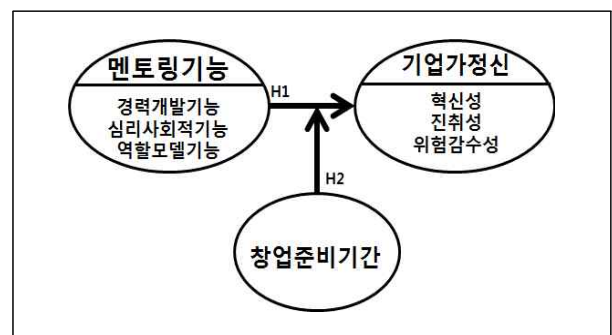 멘토링기능
경력개발기능
심리사회적기능
역할모델기능
H1
기업가정신
혁신성
진취성
위험감수성
H2
창업준비기간